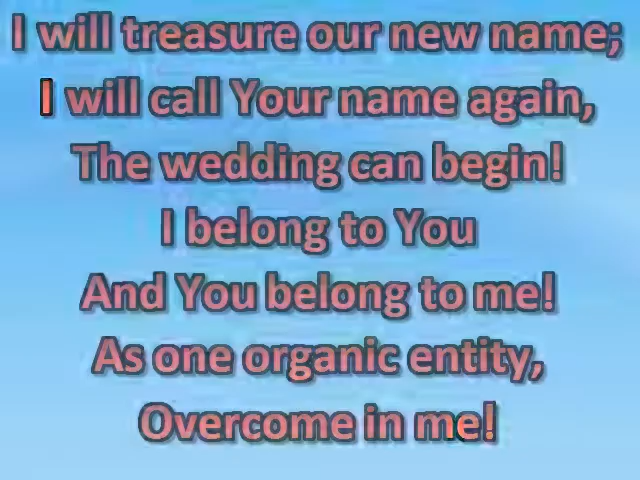 I will treasure our new name;
I will call Your name again,
The wedding can begin!
I belong to You
And You belong to me!
As one organic entity,
Overcome in me!